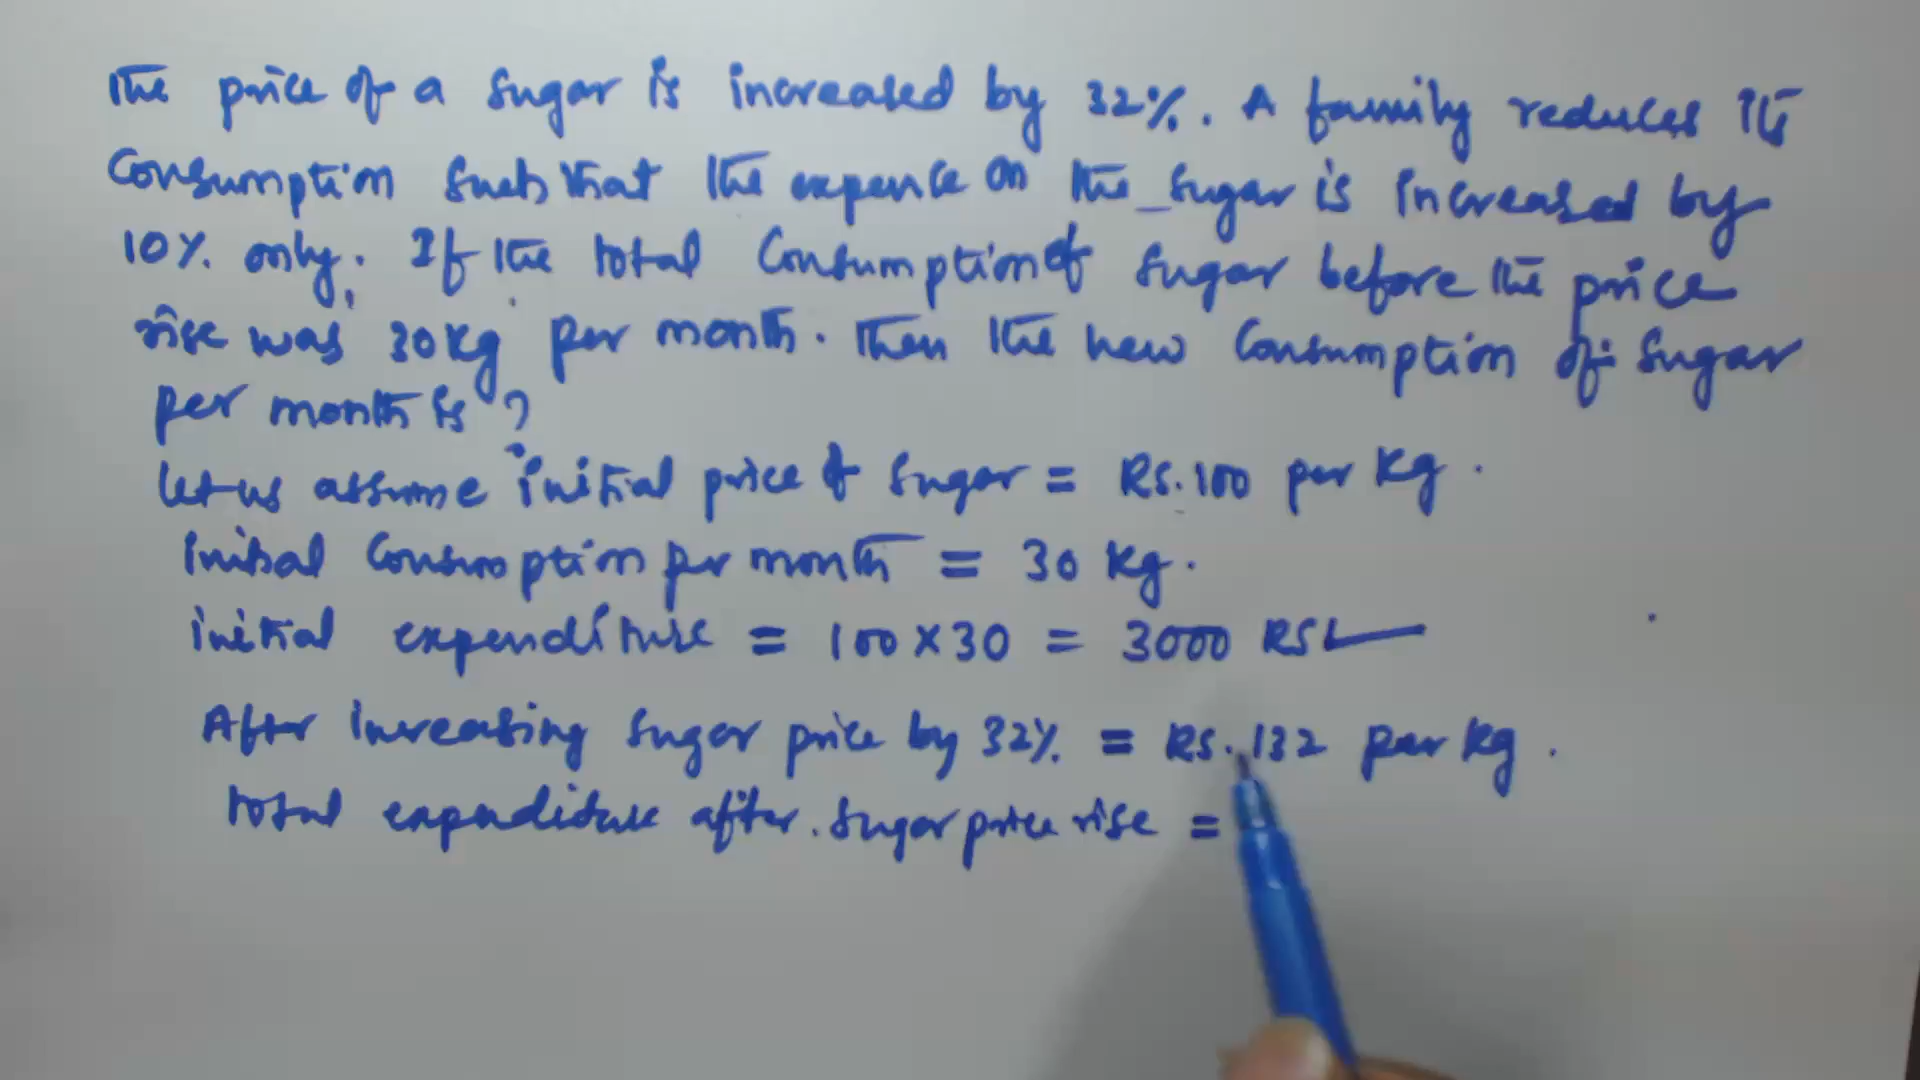 The price of a sugar is increased by 32%. A family reduces its
Consumption such that the expense on the sugar is increased by
10% only. If the total Consumption of sugar before the price
rise was 30 kg per month. Then the new Consumption of sugar
per month is?
Let us assume initial price of sugar = RS.100 per kg.
Initial Consumption per month = 30 kg.
initial expenditure = 100 x 30 = 3000 RS
After Increasing sugar price by 32% = RS.132 per kg.
total expenditure after. sugar price rise =